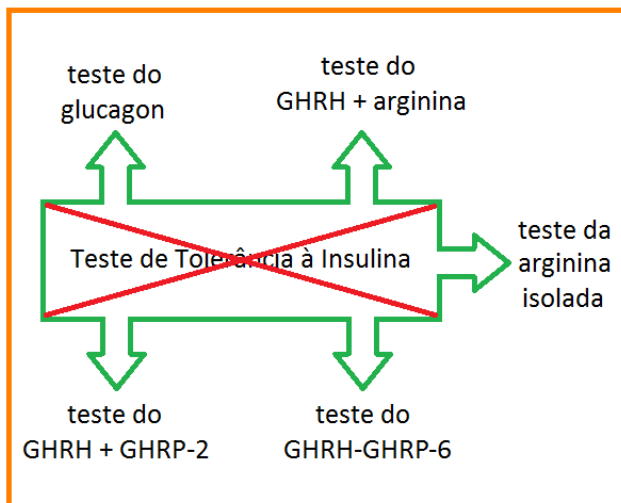 teste do
glucagon
teste do
GHRH + arginina
Teste de Tolerância à Insulina
teste da
arginina
isolada
teste do
GHRH + GHRP-2
teste do
GHRH-GHRP-6